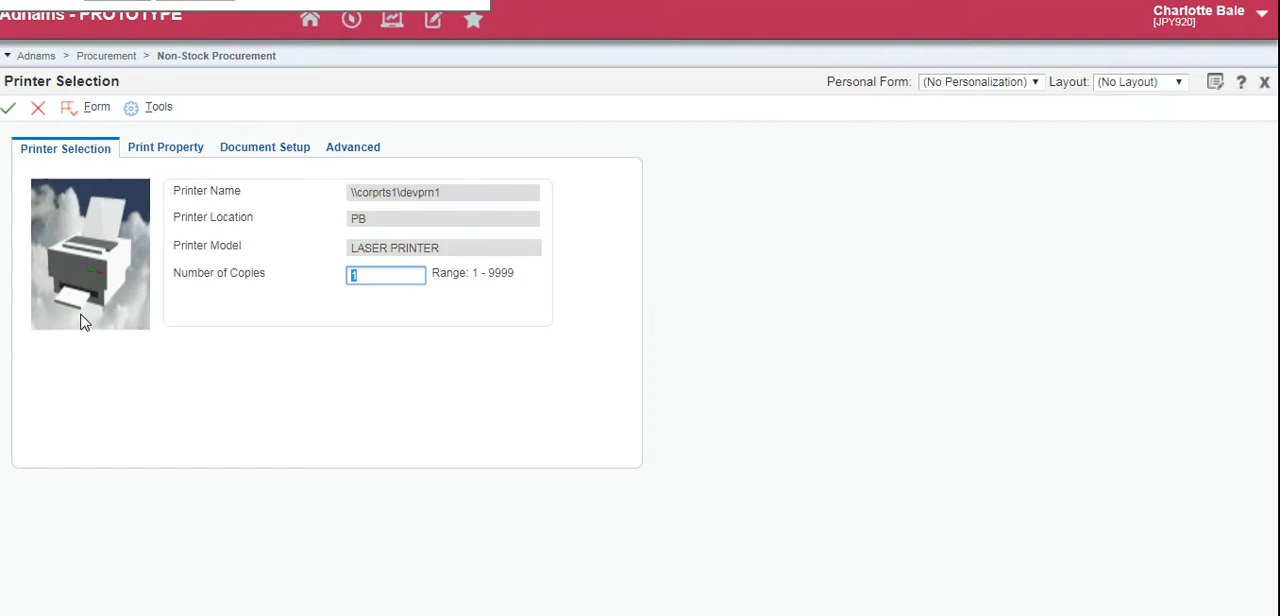 Adnams - PROTOTYPE
Charlotte Bale
[JPY920]
Adnams > Procurement > Non-Stock Procurement
Printer Selection
Personal Form: (No Personalization) Layout: (No Layout)
Form Tools
Printer Selection Print Property Document Setup Advanced
Printer Name \\corprts1\devprn1
Printer Location PB
Printer Model LASER PRINTER
Number of Copies 1 Range: 1 - 9999